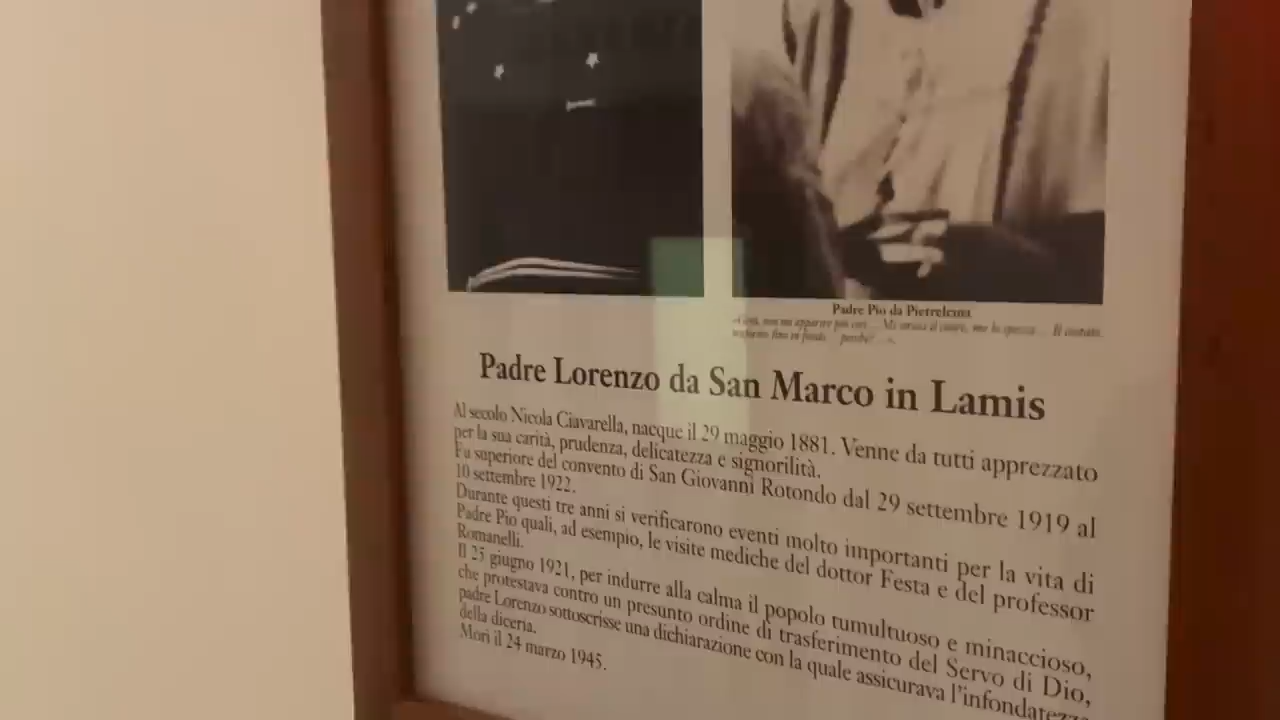 Padre Pio da Pietrelcina
Padre Lorenzo da San Marco in Lamis
Al secolo Nicola Ciavarella, nacque il 29 maggio 1881. Venne da tutti apprezzato
per la sua carità, prudenza, delicatezza e signorilità.
Fu superiore del convento di San Giovanni Rotondo dal 29 settembre 1919 al
10 settembre 1922.
Durante questi tre anni si verificarono eventi molto importanti per la vita di
Padre Pio quali, ad esempio, le visite mediche del dottor Festa e del professor
Romanelli.
Il 25 giugno 1921, per indurre alla calma il popolo tumultuoso e minaccioso,
che protestava contro un presunto ordine di trasferimento del Servo di Dio,
padre Lorenzo sottoscrisse una dichiarazione con la quale assicurava l'infondatezza
della diceria.
Morì il 24 marzo 1945.